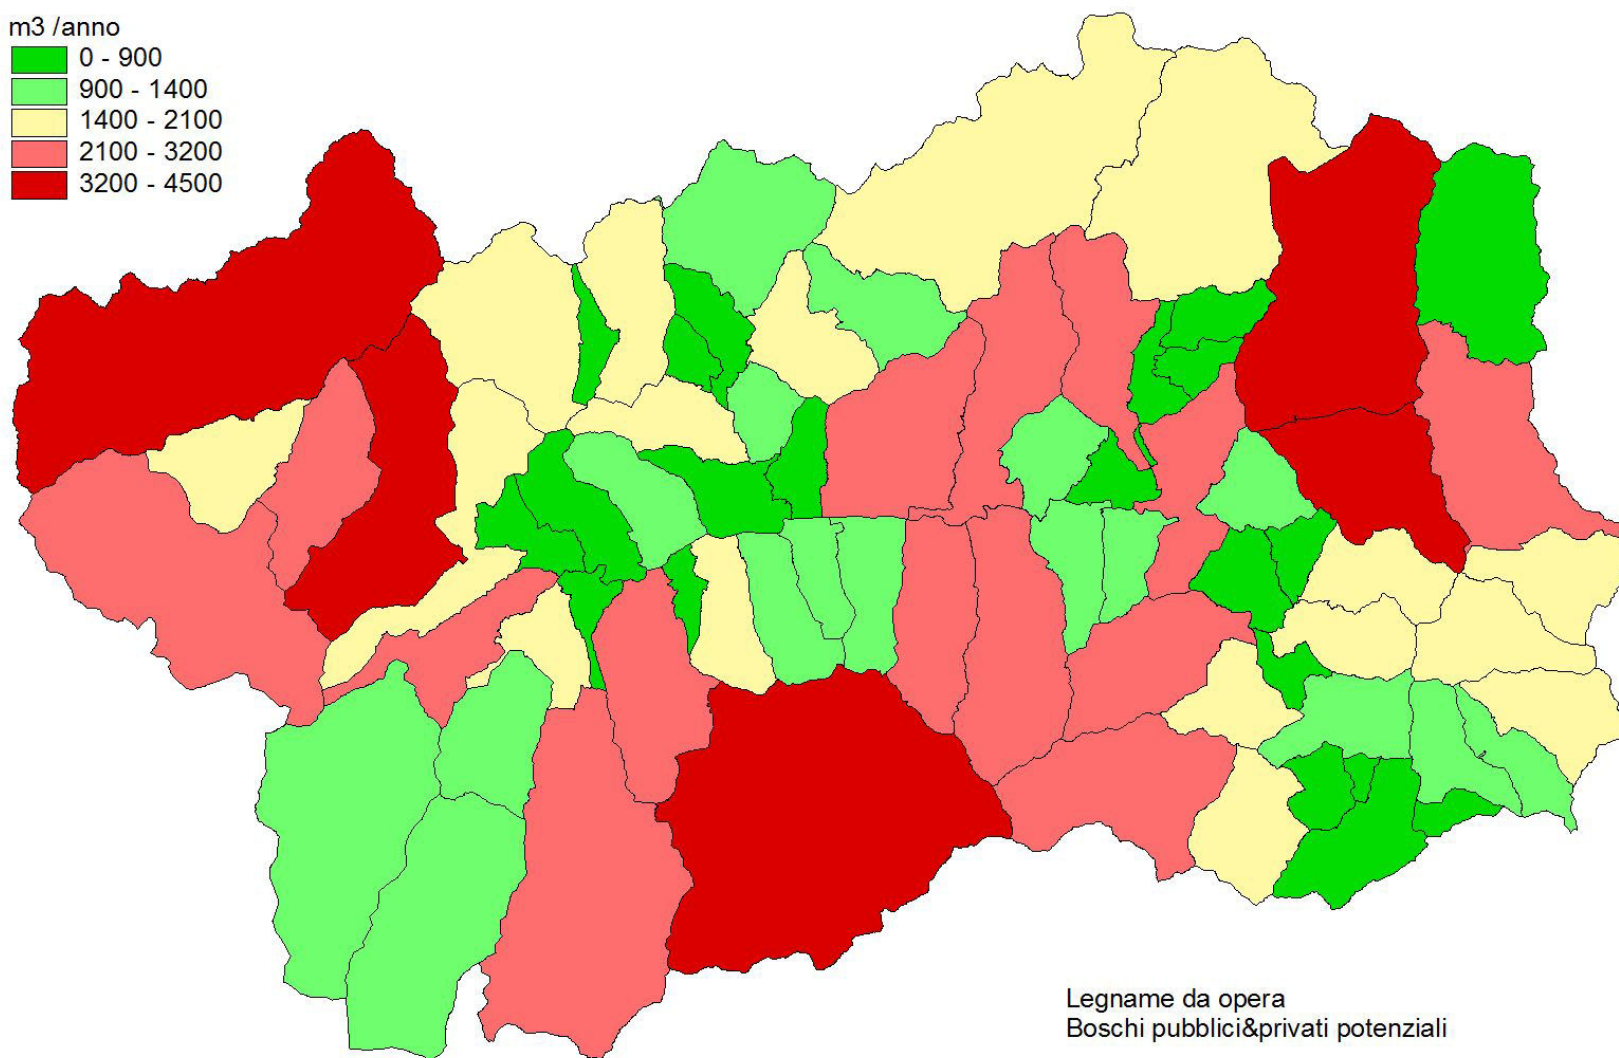 m3 /anno
0 - 900
900 - 1400
1400 - 2100
2100 - 3200
3200 - 4500
Legname da opera
Boschi pubblici&privati potenziali